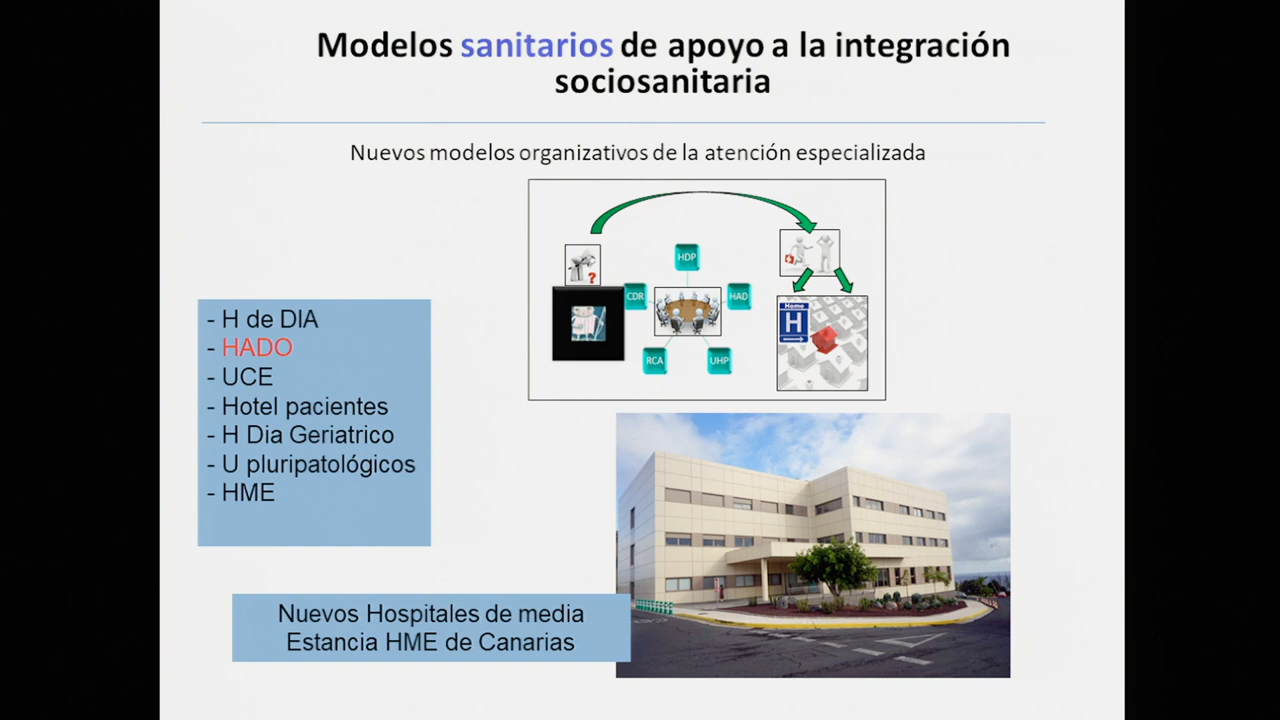 Modelos sanitarios de apoyo a la integración
sociosanitaria
Nuevos modelos organizativos de la atención especializada
HDP
CDR
HAD
RCA
UHP
?
Home
H
- H de DIA
- HADO
- UCE
- Hotel pacientes
- H Dia Geriatrico
- U pluripatológicos
- HME
Nuevos Hospitales de media
Estancia HME de Canarias